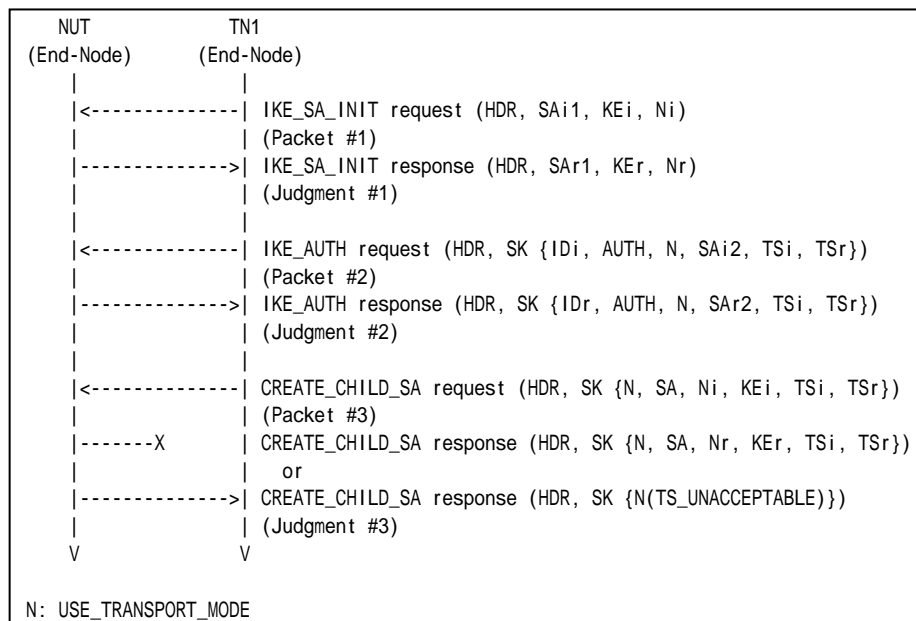 NUT TN1
(End-Node) (End-Node)
| |
|<--------------| IKE_SA_INIT request (HDR, SAi1, KEi, Ni)
| | (Packet #1)
|-------------->| IKE_SA_INIT response (HDR, SAr1, KEr, Nr)
| | (Judgment #1)
| |
|<--------------| IKE_AUTH request (HDR, SK {IDi, AUTH, N, SAi2, TSi, TSr})
| | (Packet #2)
|-------------->| IKE_AUTH response (HDR, SK {IDr, AUTH, N, SAr2, TSi, TSr})
| | (Judgment #2)
| |
|<--------------| CREATE_CHILD_SA request (HDR, SK {N, SA, Ni, KEi, TSi, TSr})
| | (Packet #3)
|-------X | CREATE_CHILD_SA response (HDR, SK {N, SA, Nr, KEr, TSi, TSr})
| | or
|-------------->| CREATE_CHILD_SA response (HDR, SK {N(TS_UNACCEPTABLE)})
| | (Judgment #3)
V V
N: USE_TRANSPORT_MODE